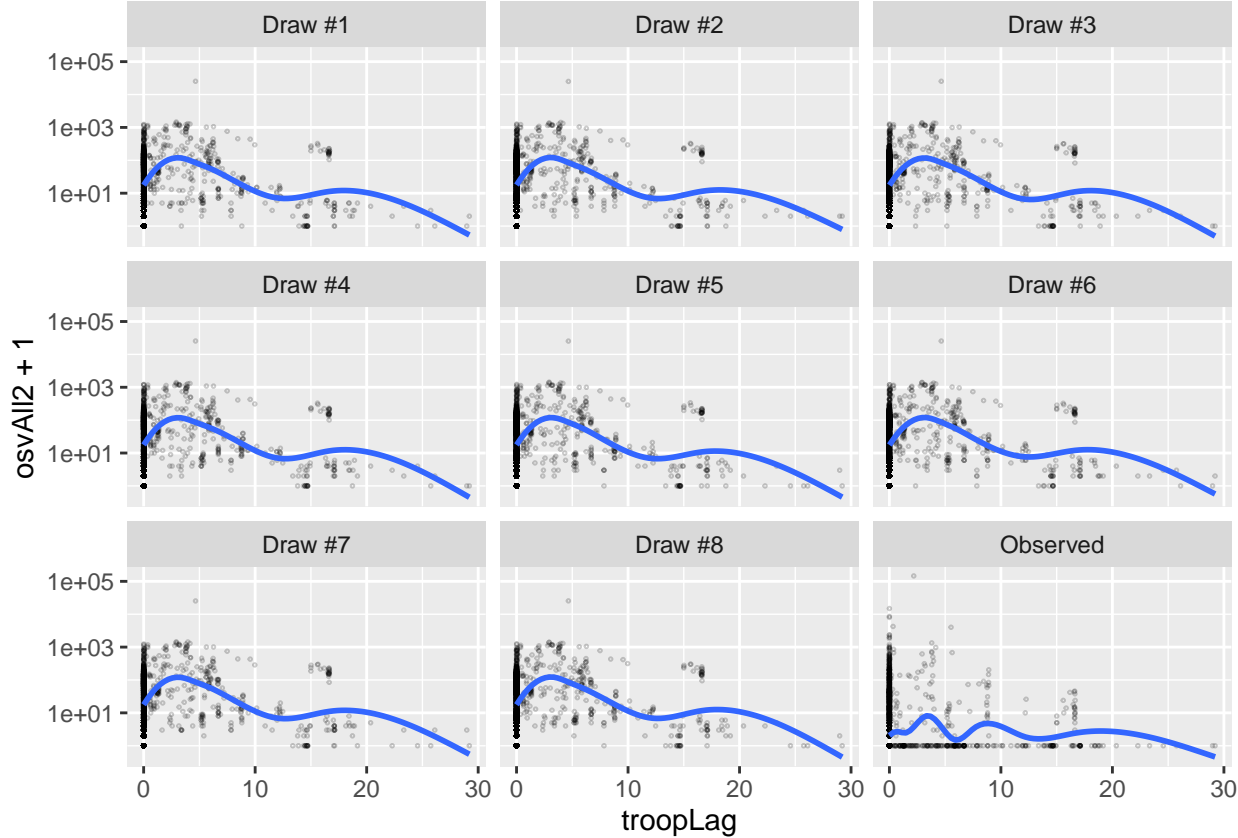 Draw #1 Draw #2 Draw #3
1e+05
1e+03
1e+01
Draw #4 Draw #5 Draw #6
1e+05
1e+03
1e+01
osvAll2 + 1
Draw #7 Draw #8 Observed
1e+05
1e+03
1e+01
0 10 20 30 0 10 20 30 0 10 20 30
troopLag